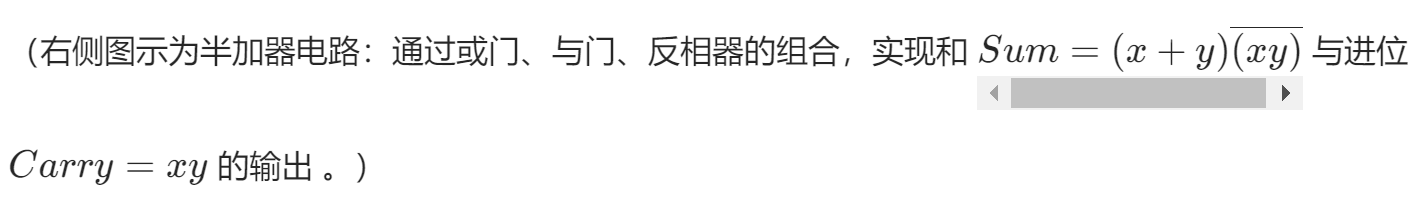 （右侧图示为半加器电路：通过或门、与门、反相器的组合，实现和 $Sum = (x + y)\overline{(xy)}$ 与进位
$Carry = xy$ 的输出 。）